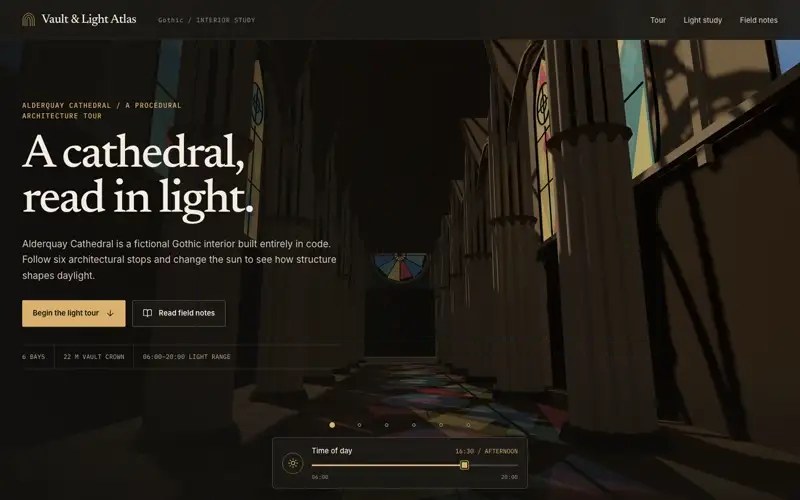 Vault & Light Atlas
Gothic / INTERIOR STUDY
Tour
Light study
Field notes
ALDERQUAY CATHEDRAL / A PROCEDURAL
ARCHITECTURE TOUR
A cathedral,
read in light.
Alderquay Cathedral is a fictional Gothic interior built entirely in code.
Follow six architectural stops and change the sun to see how structure
shapes daylight.
Begin the light tour
Read field notes
6 BAYS
22 M VAULT CROWN
06:00–20:00 LIGHT RANGE
Time of day
16:30 / AFTERNOON
06:00
20:00